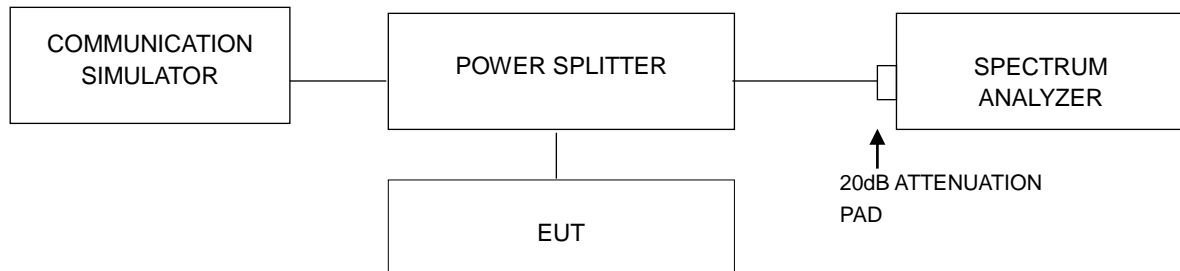 COMMUNICATION
SIMULATOR
POWER SPLITTER
SPECTRUM
ANALYZER
20dB ATTENUATION
PAD
EUT